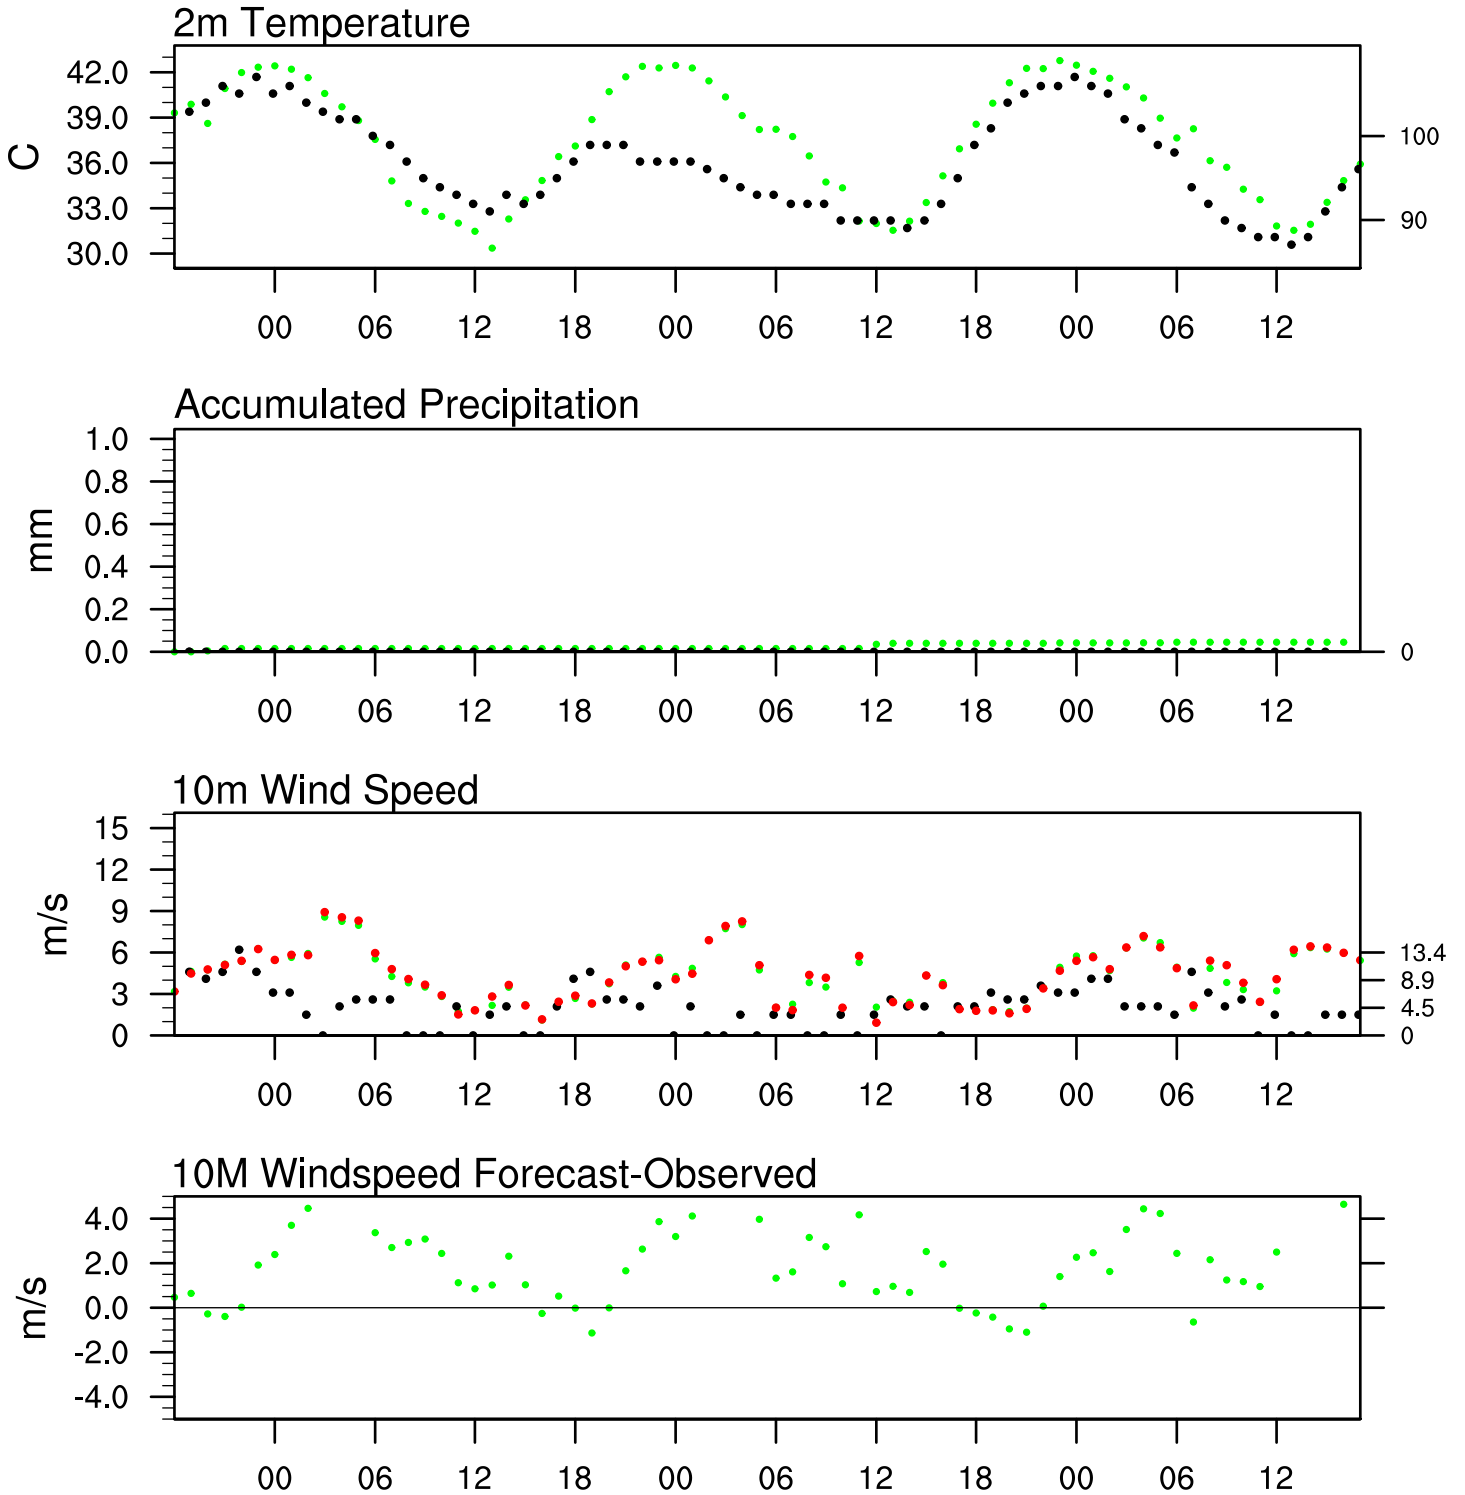 2m Temperature
42.0
39.0
36.0
33.0
30.0
C
100
90
00 06 12 18 00 06 12 18 00 06 12
Accumulated Precipitation
1.0
0.8
0.6
0.4
0.2
0.0
mm
0
00 06 12 18 00 06 12 18 00 06 12
10m Wind Speed
15
12
9
6
3
0
m/s
13.4
8.9
4.5
0
00 06 12 18 00 06 12 18 00 06 12
10M Windspeed Forecast-Observed
4.0
2.0
0.0
-2.0
-4.0
m/s
00 06 12 18 00 06 12 18 00 06 12